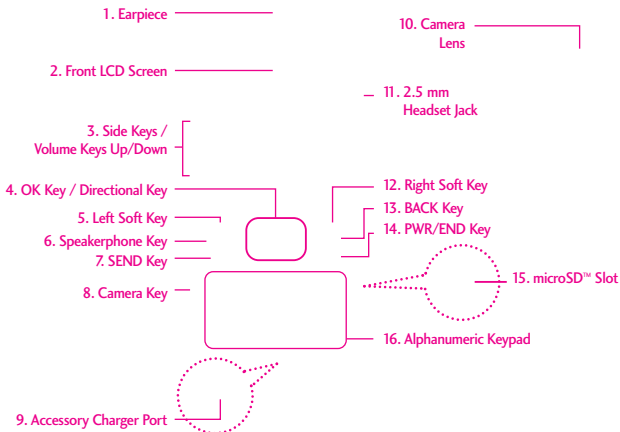 1. Earpiece
2. Front LCD Screen
3. Side Keys /
Volume Keys Up/Down
4. OK Key / Directional Key
5. Left Soft Key
6. Speakerphone Key
7. SEND Key
8. Camera Key
9. Accessory Charger Port
10. Camera
Lens
11. 2.5 mm
Headset Jack
12. Right Soft Key
13. BACK Key
14. PWR/END Key
15. microSD™ Slot
16. Alphanumeric Keypad